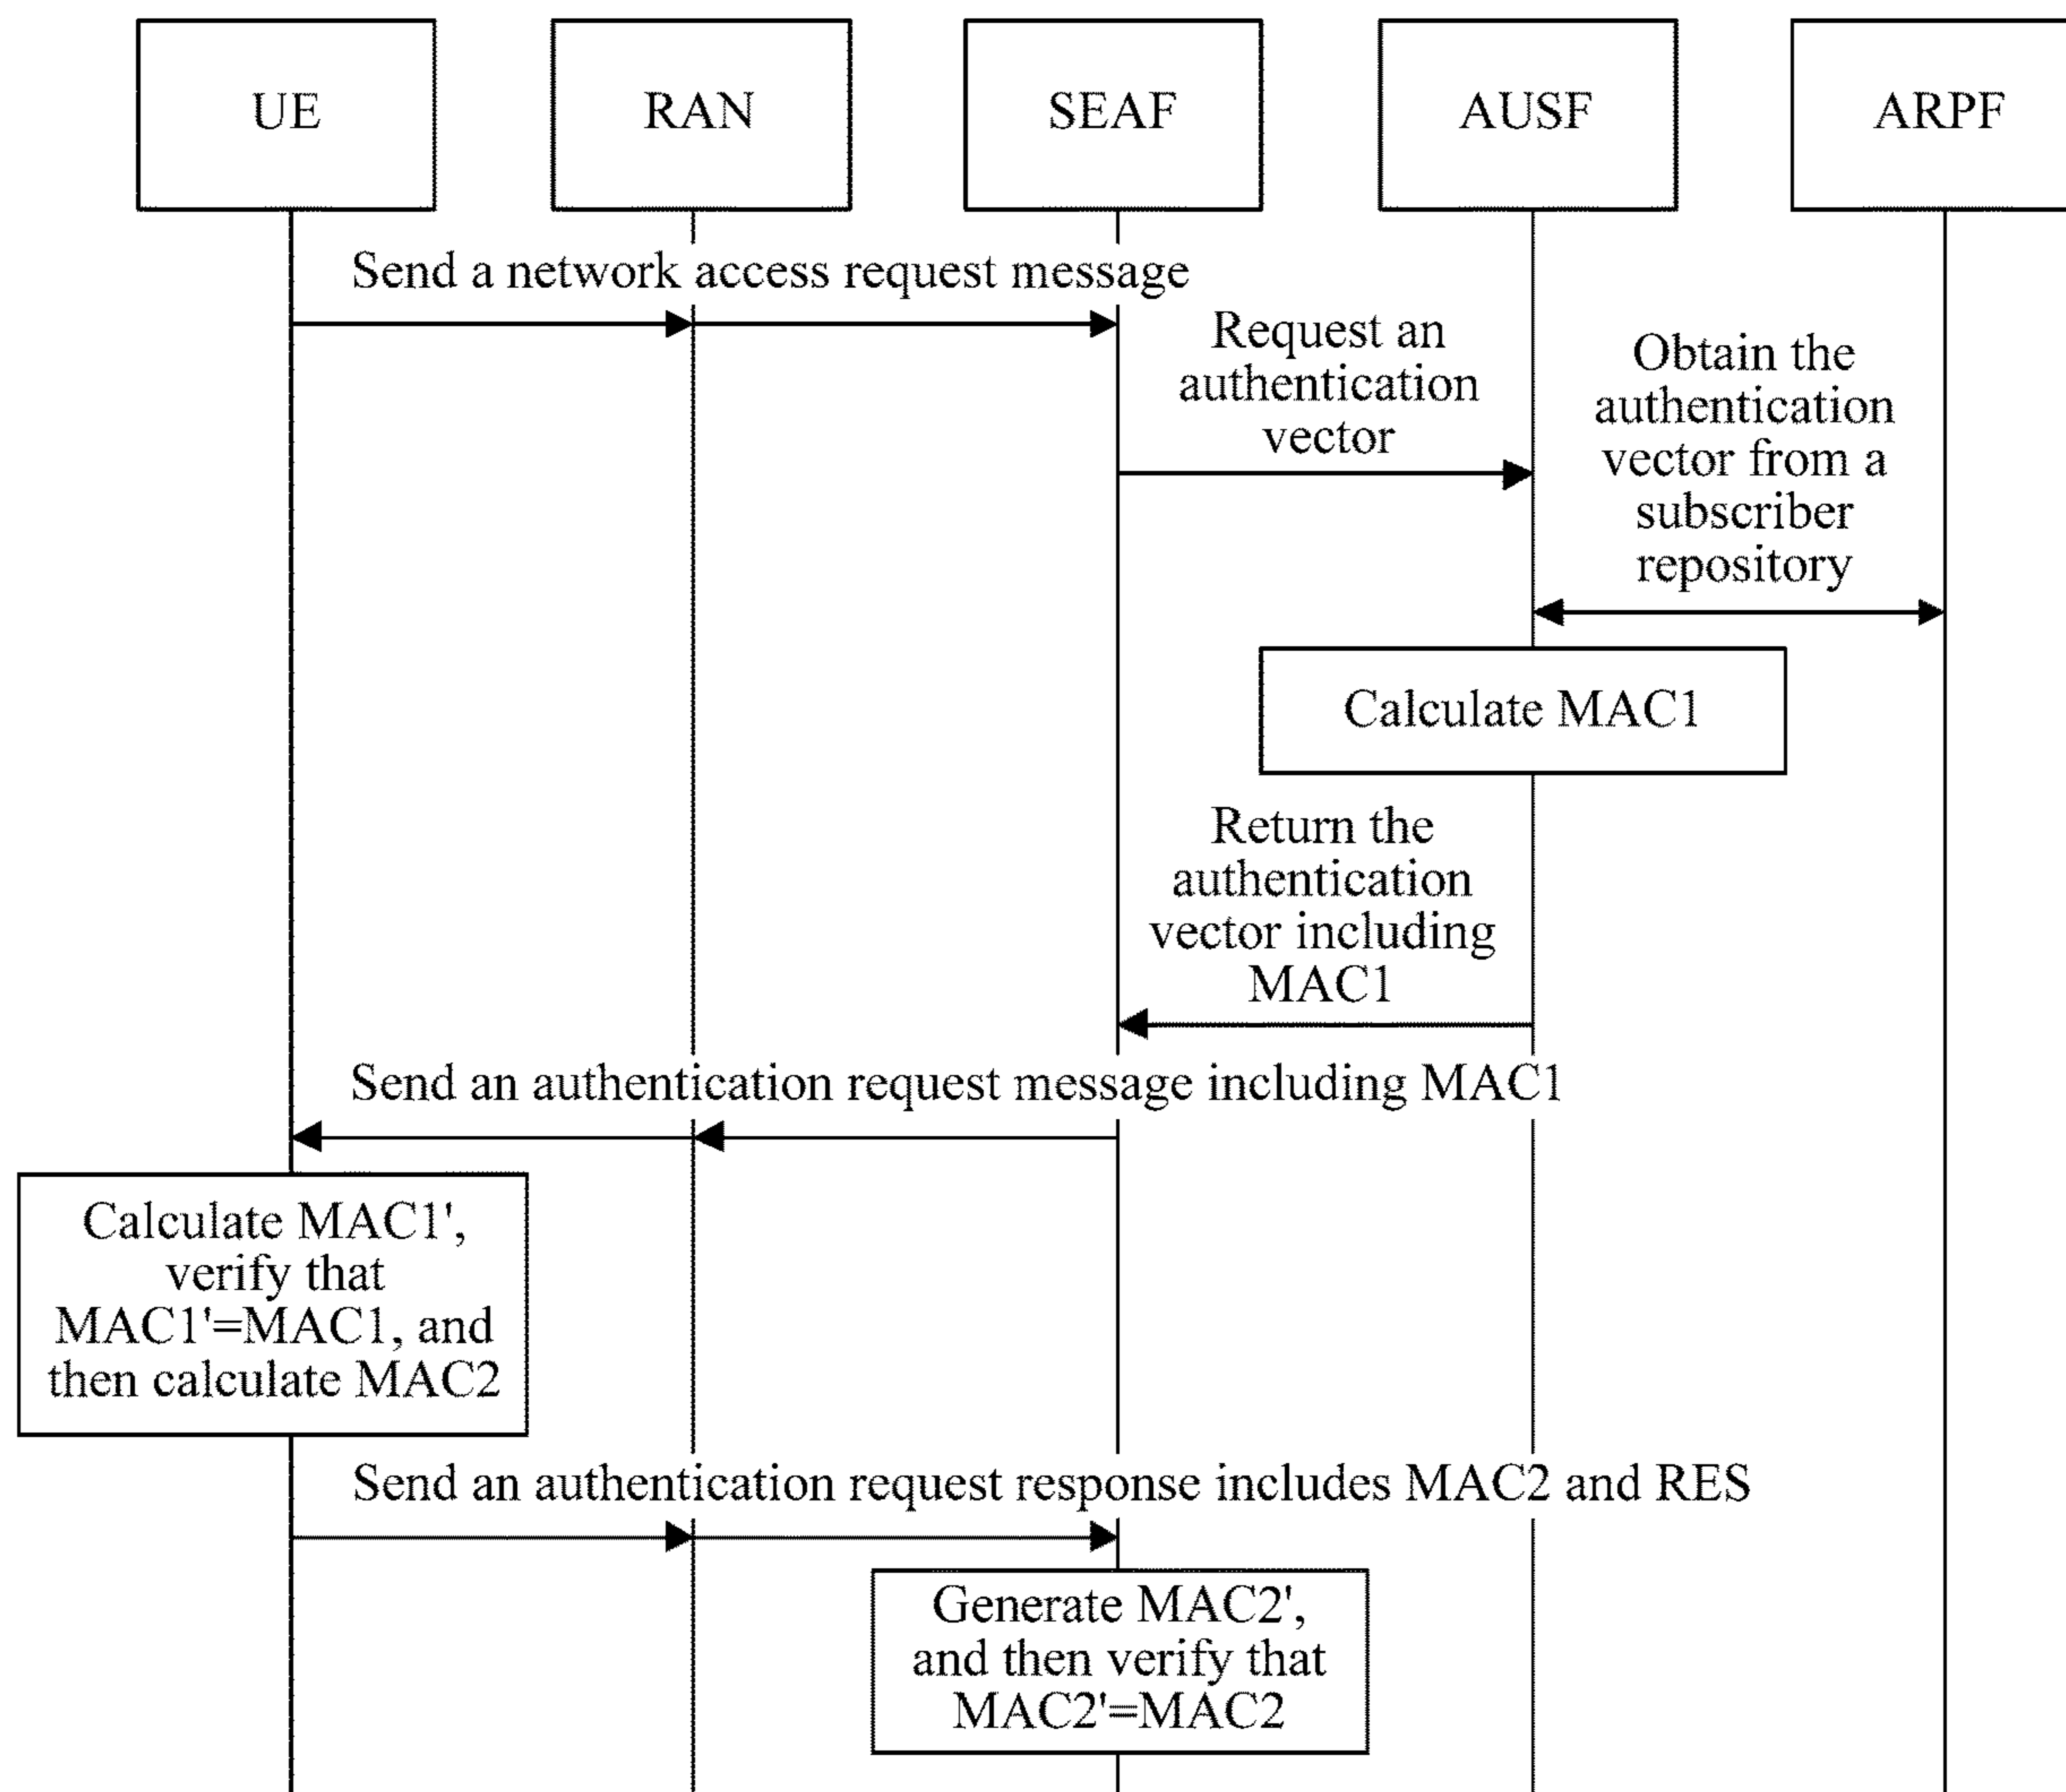 UE
RAN
SEAF
AUSF
ARPF
Send a network access request message
Request an
authentication
vector
Obtain the
authentication
vector from a
subscriber
repository
Calculate MAC1
Return the
authentication
vector including
MAC1
Send an authentication request message including MAC1
Calculate MAC1',
verify that
MAC1'=MAC1, and
then calculate MAC2
Send an authentication request response includes MAC2 and RES
Generate MAC2',
and then verify that
MAC2'=MAC2